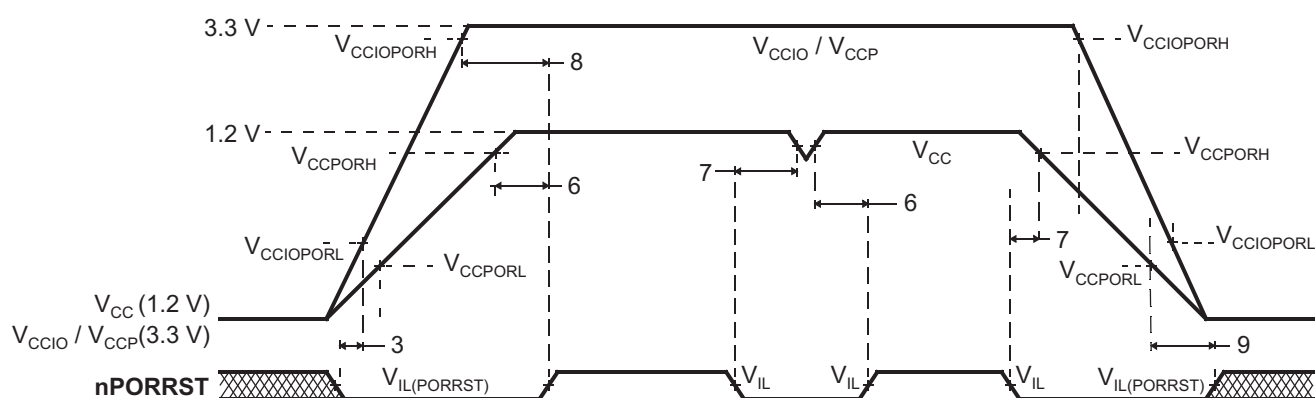 3.3 V
VCCIOPORH
8
VCCIO / VCCP
VCCIOPORH
1.2 V
VCCPORH
6
7
VCC
6
VCCPORH
7
VCCIOPORL
VCCPORL
VCCPORL
VCCIOPORL
VCC (1.2 V)
VCCIO / VCCP(3.3 V)
3
9
nPORRST
VIL(PORRST)
VIL
VIL
VIL
VIL(PORRST)